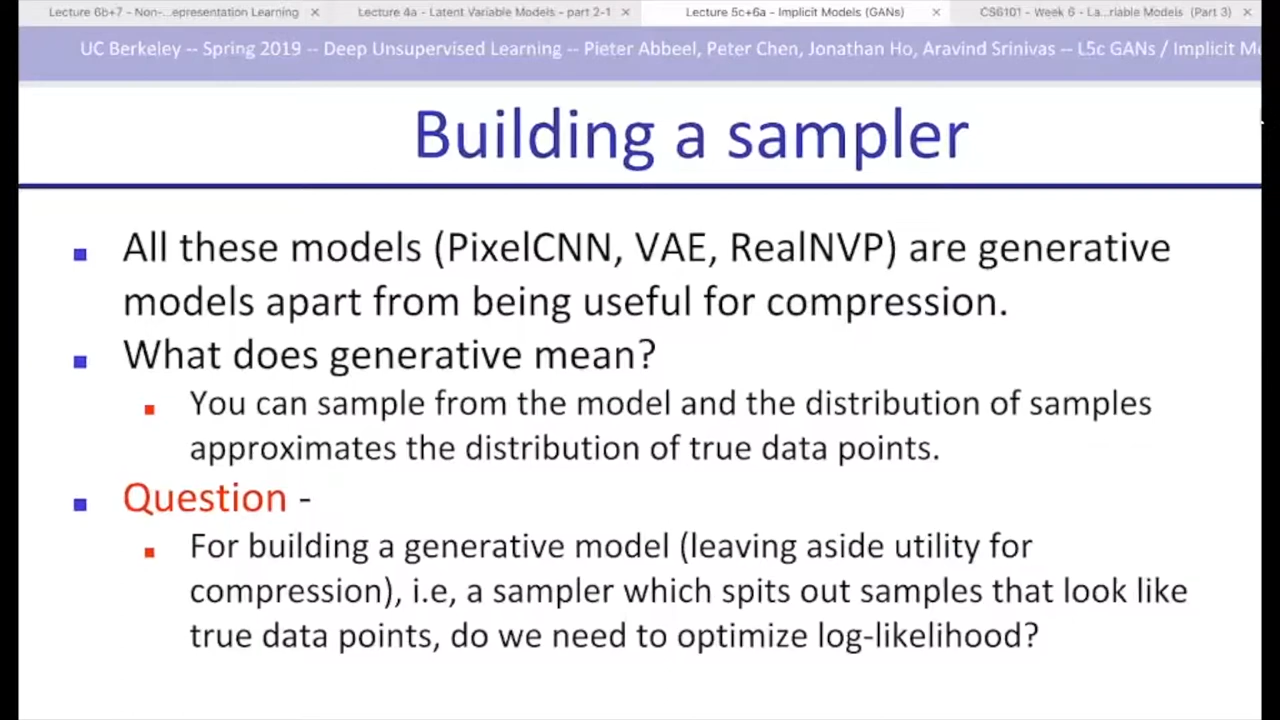 Lecture 6b+7 - Non-...epresentation Learning × Lecture 4a - Latent Variable Models - part 2-1 × Lecture 5c+6a - Implicit Models (GANs) × CS6101 - Week 6 - La...riable Models (Part 3) ×
UC Berkeley -- Spring 2019 -- Deep Unsupervised Learning -- Pieter Abbeel, Peter Chen, Jonathan Ho, Aravind Srinivas -- L5c GANs / Implicit M
Building a sampler
All these models (PixelCNN, VAE, RealNVP) are generative
models apart from being useful for compression.
What does generative mean?
You can sample from the model and the distribution of samples
approximates the distribution of true data points.
Question -
For building a generative model (leaving aside utility for
compression), i.e, a sampler which spits out samples that look like
true data points, do we need to optimize log-likelihood?